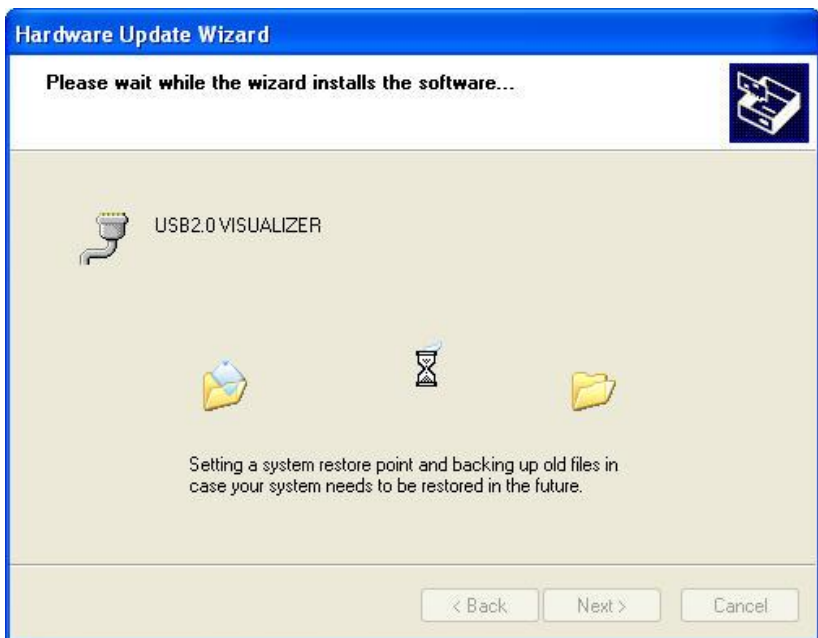 Hardware Update Wizard
Please wait while the wizard installs the software...
USB2.0 VISUALIZER
Setting a system restore point and backing up old files in
case your system needs to be restored in the future.
< Back Next > Cancel